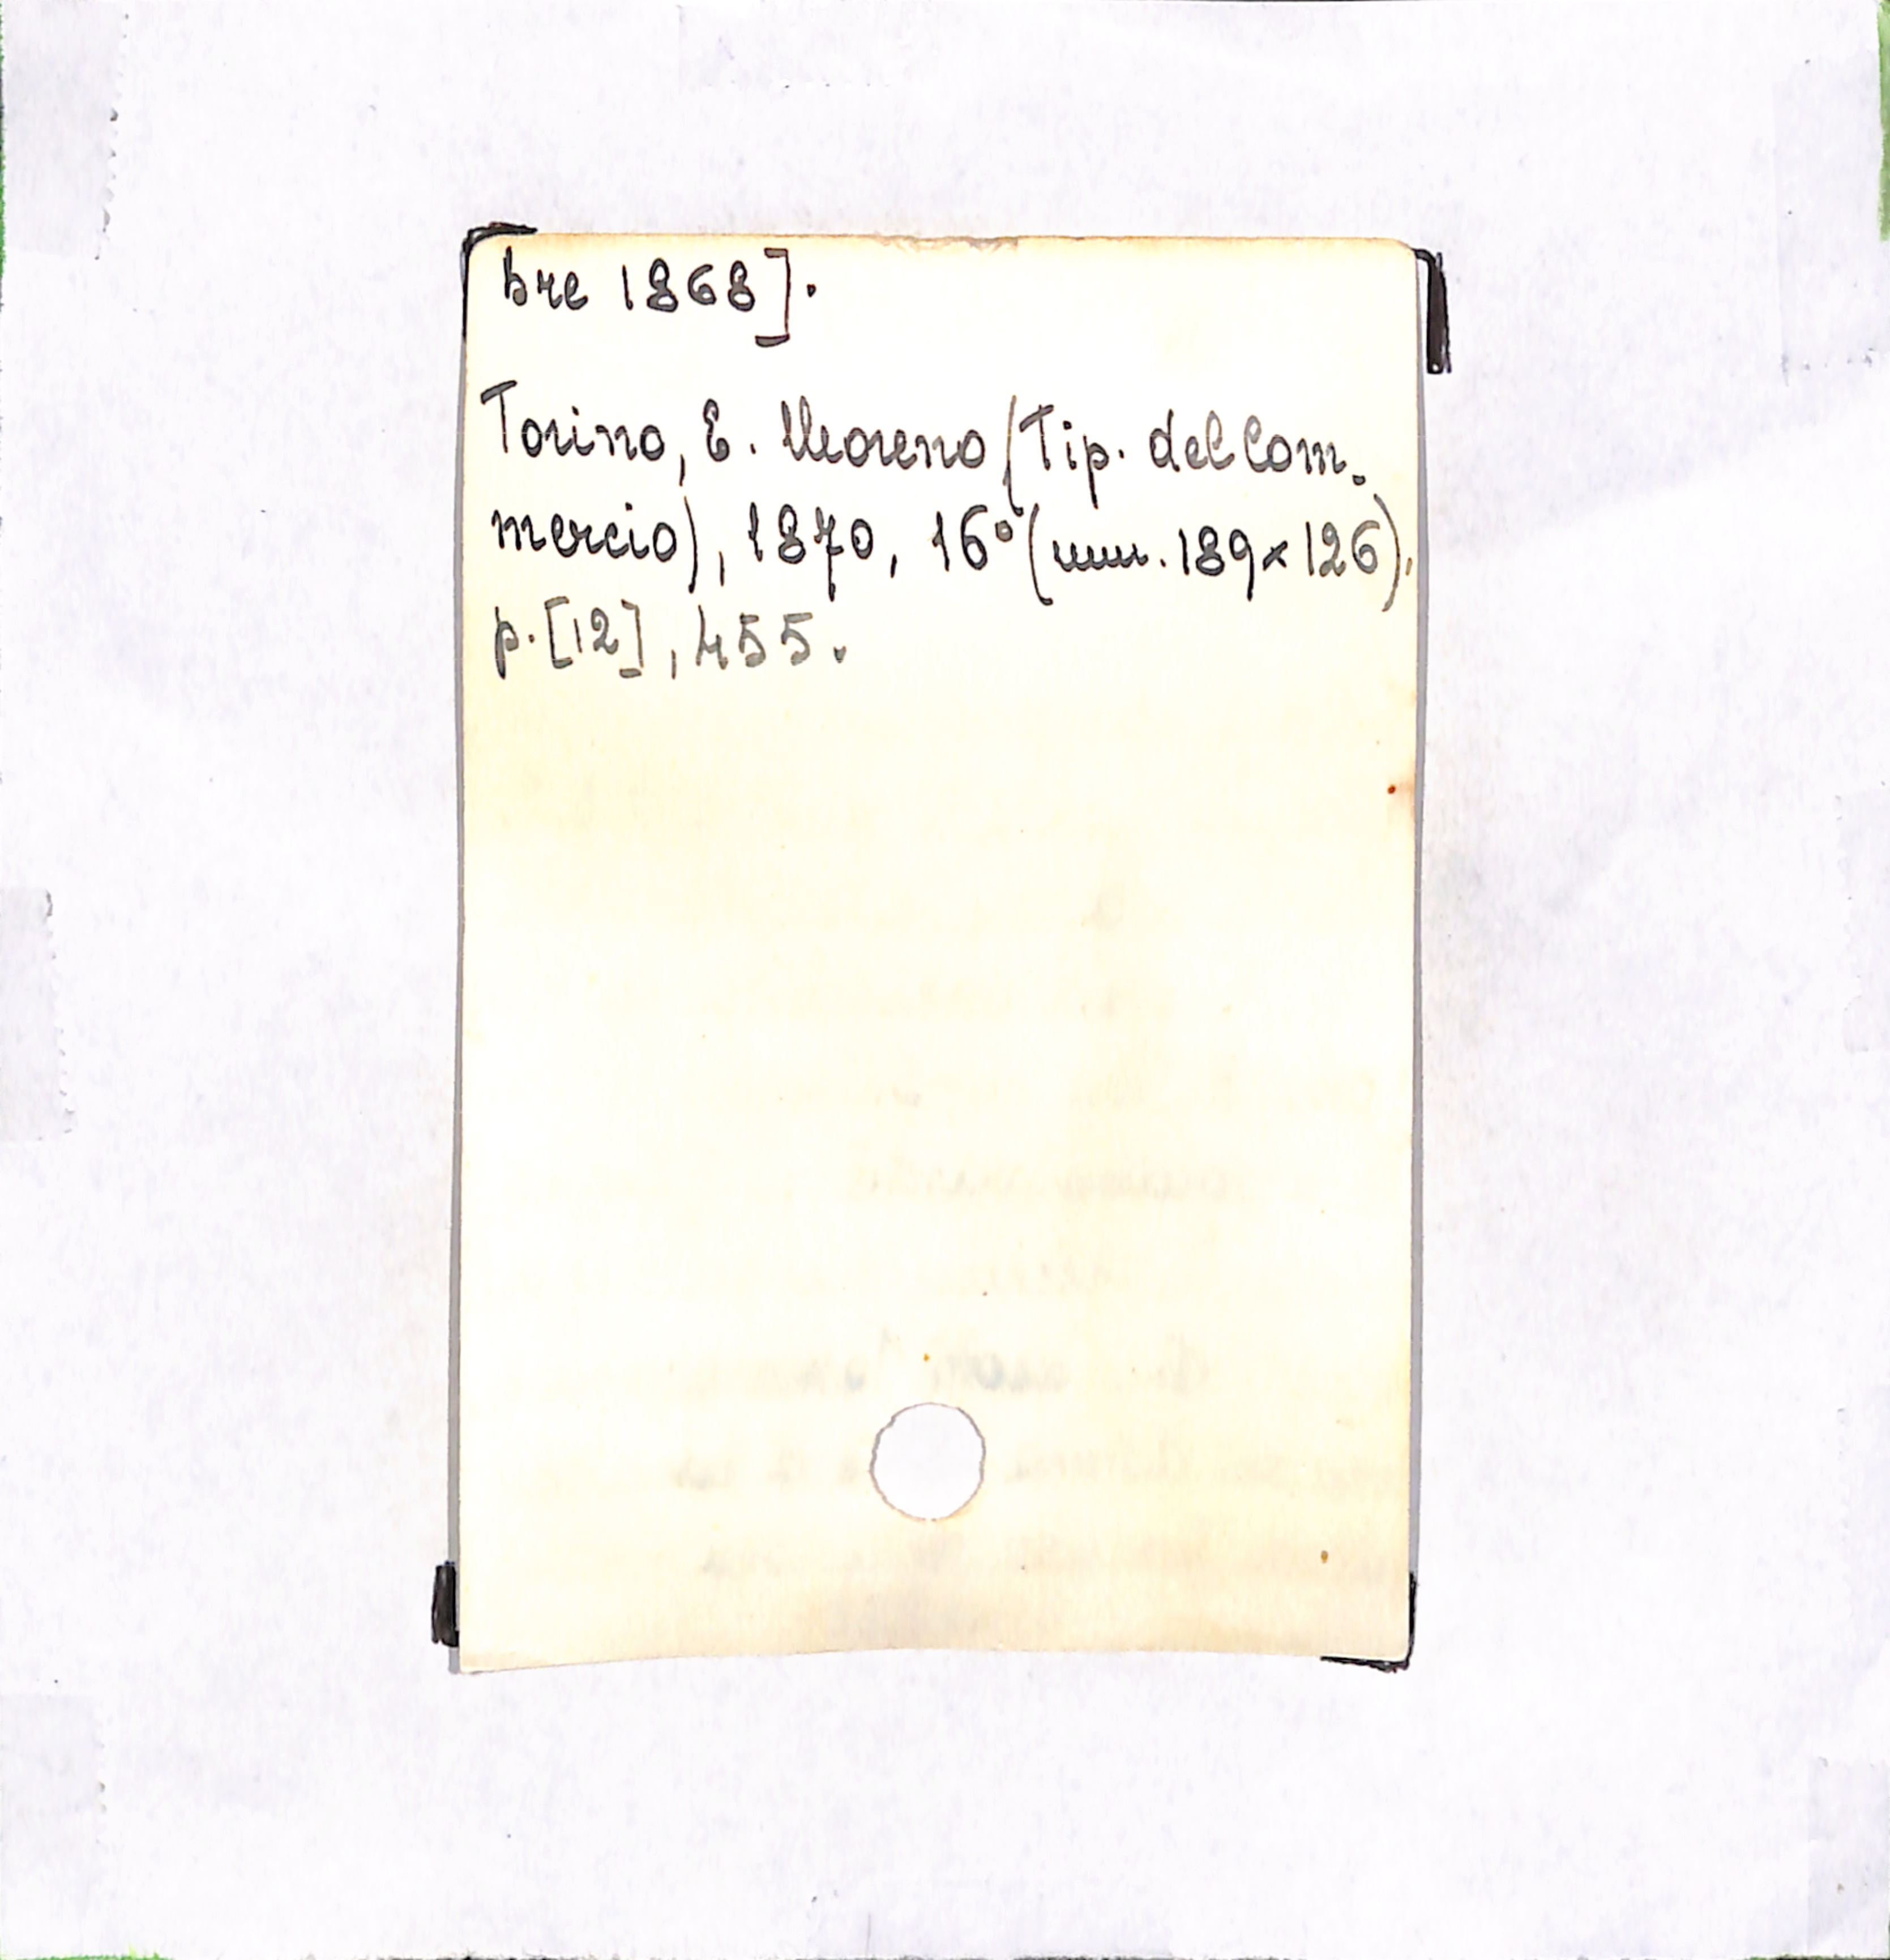 bre 1868].
Torino, E. Moreno (Tip. del Com-
mercio), 1870, 16° (mm. 189×126),
p. [12], 455.